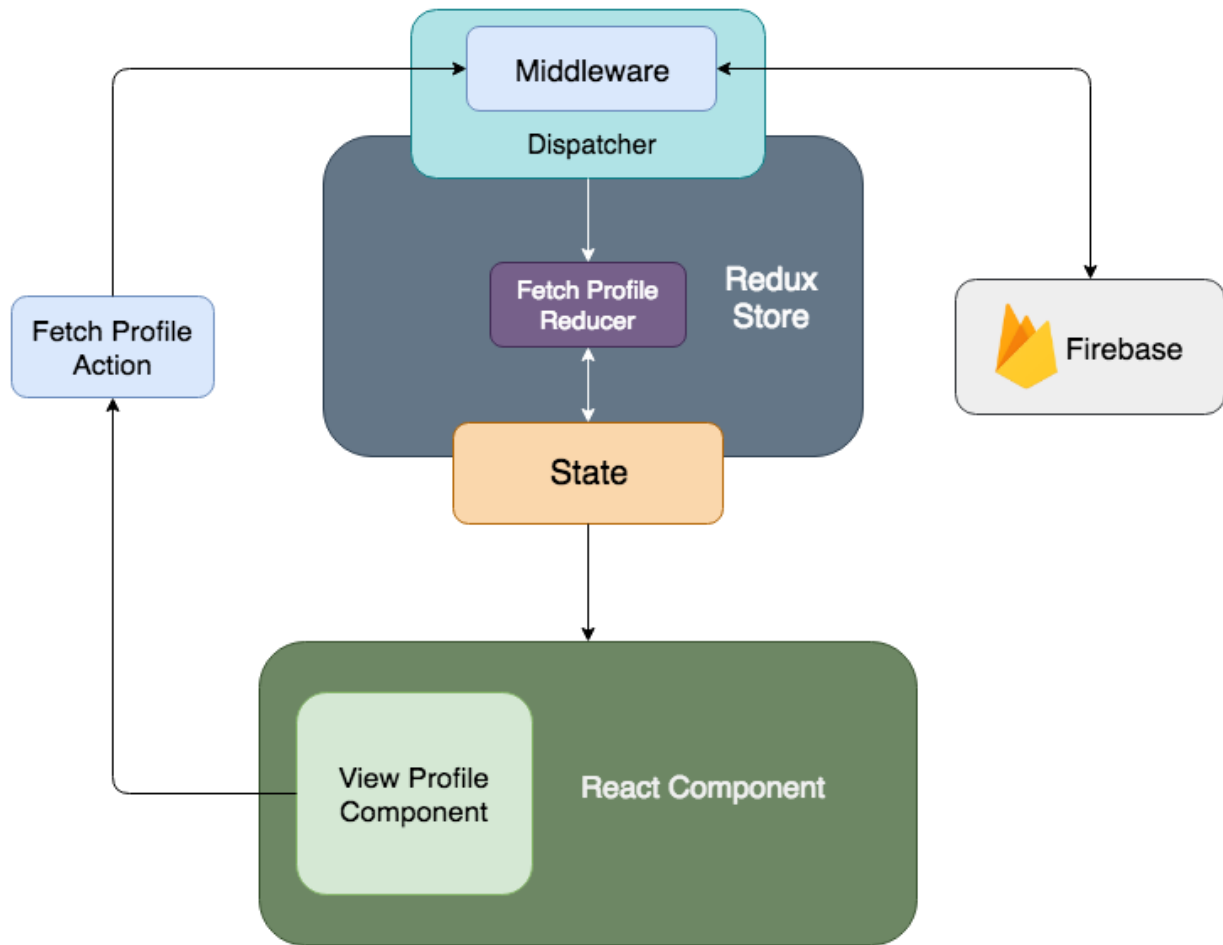 Middleware
Dispatcher
Redux
Store
Fetch Profile
Reducer
Fetch Profile
Action
Firebase
State
View Profile
Component
React Component